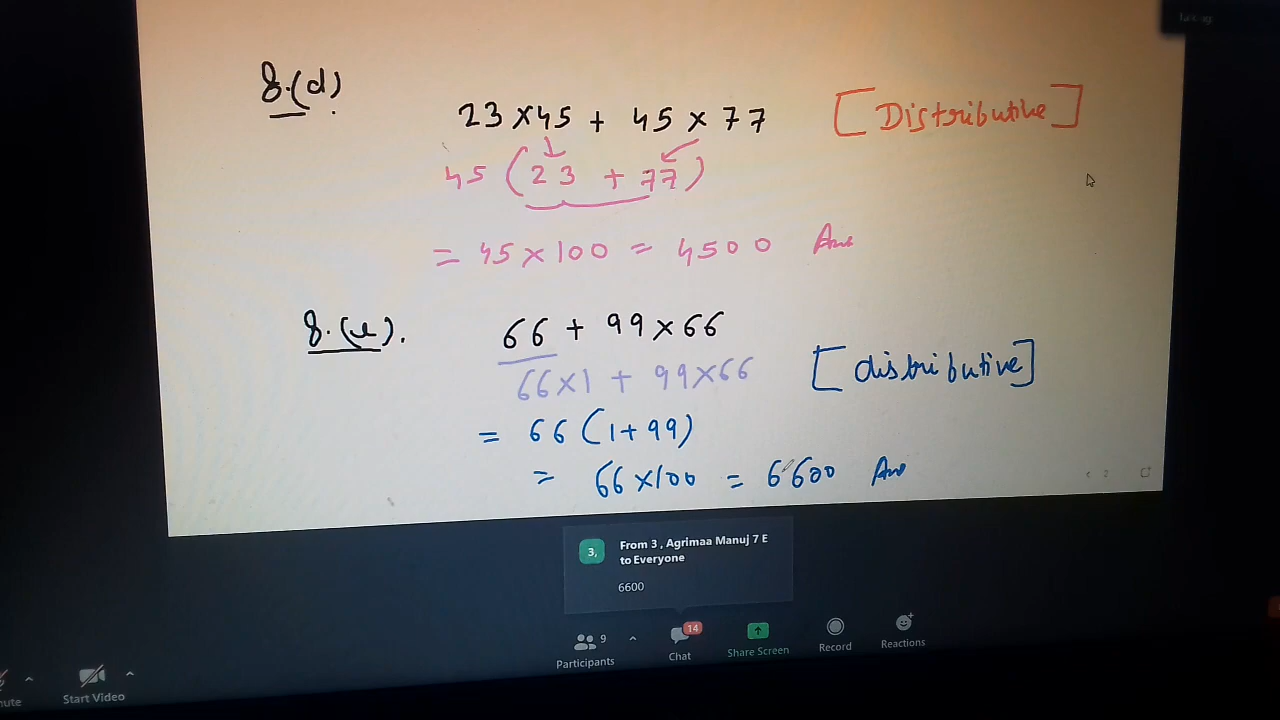 8.(d)
23 × 45 + 45 × 77 [Distributive]
45 (23 + 77)
= 45 × 100 = 4500 Ans
8.(e).
66 + 99 × 66
66 × 1 + 99 × 66 [distributive]
= 66 (1 + 99)
= 66 × 100 = 6600 Ans
2
3, From 3 , Agrimaa Manuj 7 E
to Everyone
6600
9
14
Start Video
Participants
Chat
Share Screen
Record
Reactions